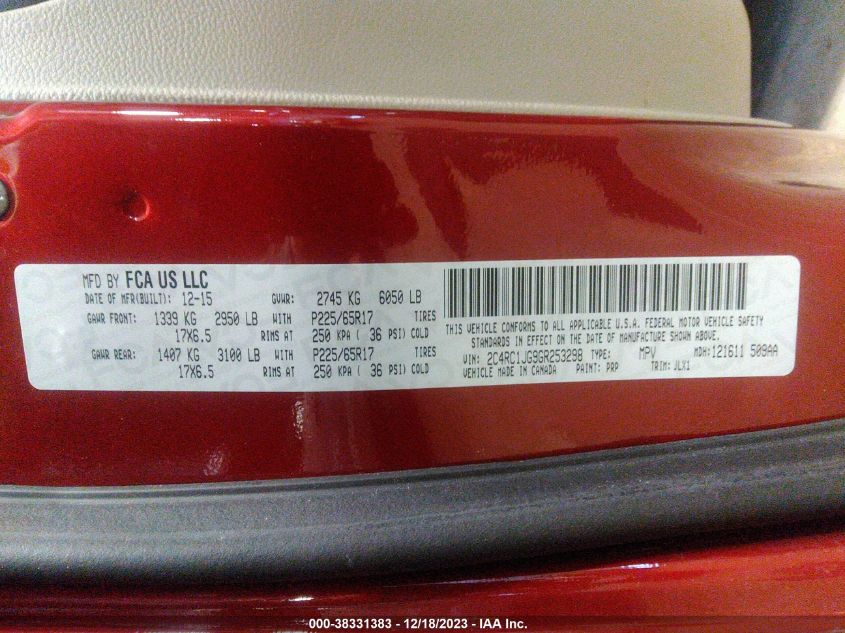 MFD BY FCA US LLC
DATE OF MFR(BUILT): 12-15 GVWR: 2745 KG 6050 LB
GAWR FRONT: 1339 KG 2950 LB WITH P225/65R17 TIRES
17X6.5 RIMS AT 250 KPA ( 36 PSI) COLD
GAWR REAR: 1407 KG 3100 LB WITH P225/65R17 TIRES
17X6.5 RIMS AT 250 KPA ( 36 PSI) COLD
THIS VEHICLE CONFORMS TO ALL APPLICABLE U.S.A. FEDERAL MOTOR VEHICLE SAFETY
STANDARDS IN EFFECT ON THE DATE OF MANUFACTURE SHOWN ABOVE.
VIN: 2C4RC1JG9GR253298 TYPE: MPV MDH: 121611 509AA
VEHICLE MADE IN CANADA PAINT: PRP TRIM: JLX1
000-38331383 - 12/18/2023 - IAA Inc.